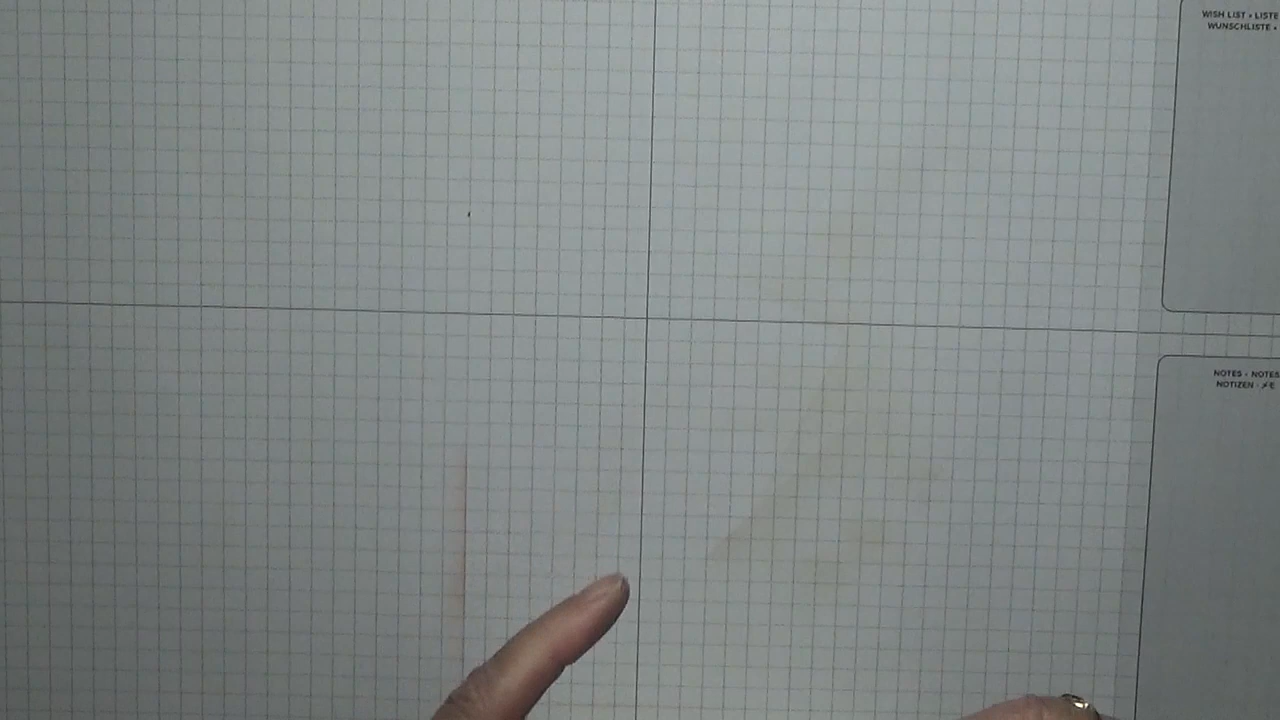 WISH LIST • LISTE
WUNSCHLISTE •
NOTES • NOTES
NOTIZEN •